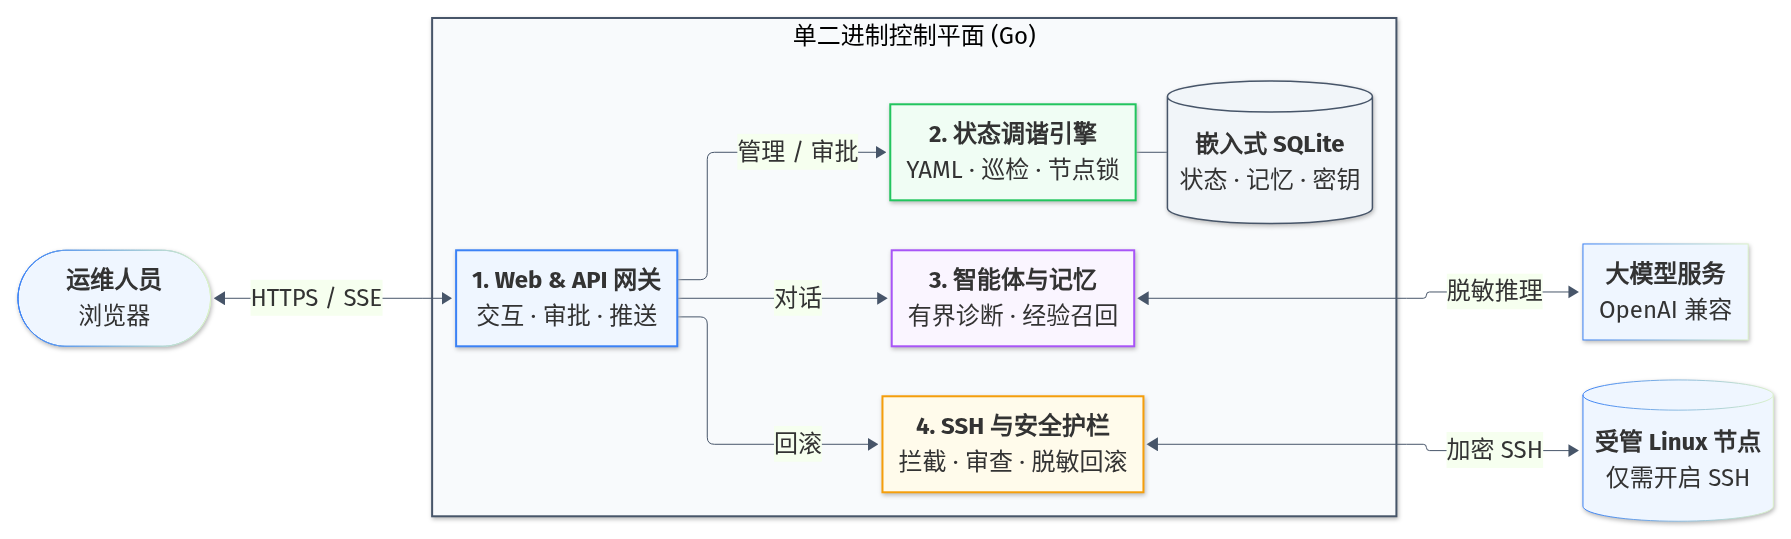 单二进制控制平面 (Go)
管理 / 审批
2. 状态调谐引擎
YAML · 巡检 · 节点锁
嵌入式 SQLite
状态 · 记忆 · 密钥
运维人员
浏览器
HTTPS / SSE
1. Web & API 网关
交互 · 审批 · 推送
对话
3. 智能体与记忆
有界诊断 · 经验召回
脱敏推理
大模型服务
OpenAI 兼容
回滚
4. SSH 与安全护栏
拦截 · 审查 · 脱敏回滚
加密 SSH
受管 Linux 节点
仅需开启 SSH